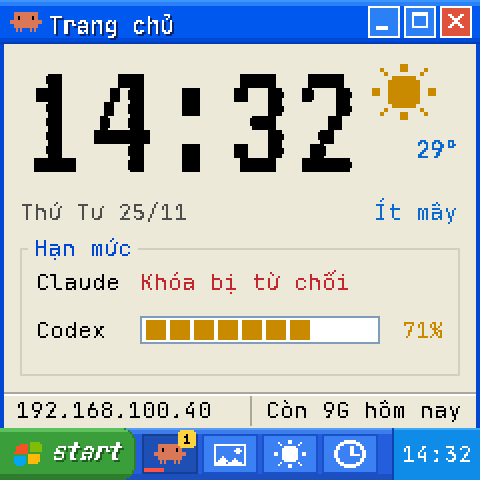 Trang chủ
14:32
29°
Thứ Tư 25/11
Ít mây
Hạn mức
Claude Khóa bị từ chối
Codex 71%
192.168.100.40
Còn 9G hôm nay
start
1
14:32